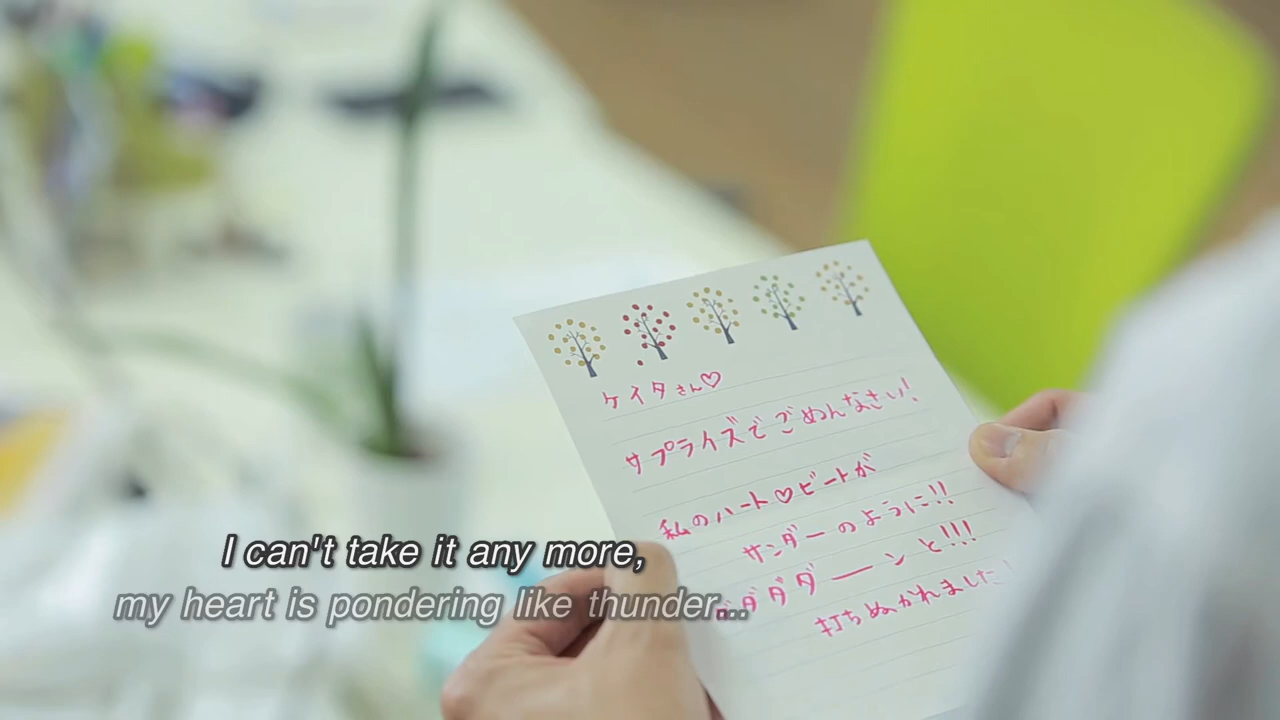 ケイタさん♡
サプライズでごめんなさい!
私のハート♡ビートが
サンダーのように!!
ダダダダーンと!!!
打ちぬかれました!
I can't take it any more,
my heart is pondering like thunder...